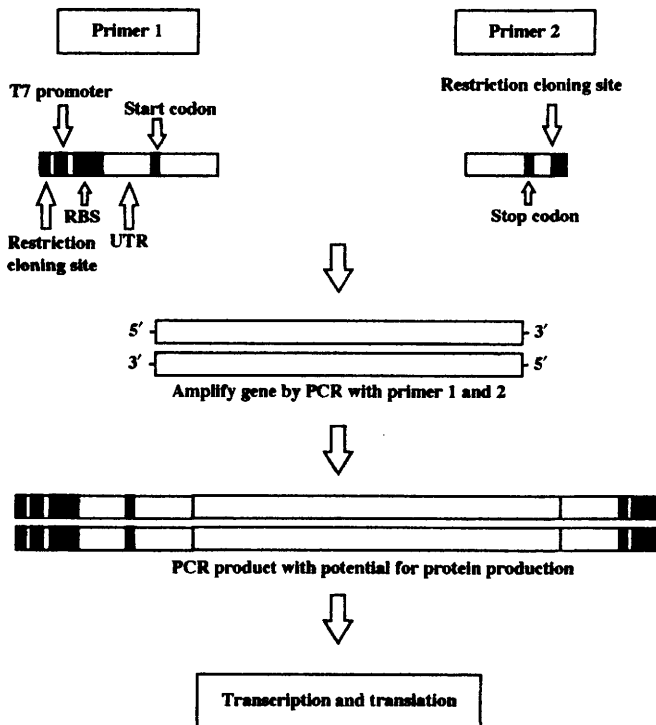 Primer 1
Primer 2
T7 promoter
Start codon
Restriction cloning site
RBS
UTR
Restriction
cloning site
Stop codon
5′
3′
3′
5′
Amplify gene by PCR with primer 1 and 2
PCR product with potential for protein production
Transcription and translation